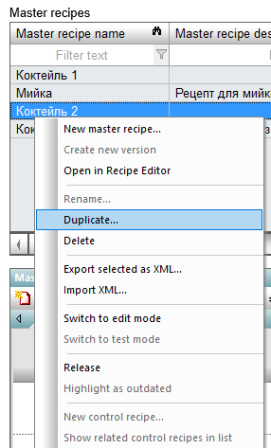 Master recipes
Master recipe name Master recipe des
Filter text
Коктейль 1
Мийка Рецепт для мийк
Коктейль 2
Кок
New master recipe...
Create new version
Open in Recipe Editor
Rename...
Duplicate...
Delete
Export selected as XML...
Import XML...
Mas
Switch to edit mode
Switch to test mode
Release
Highlight as outdated
New control recipe...
Show related control recipes in list